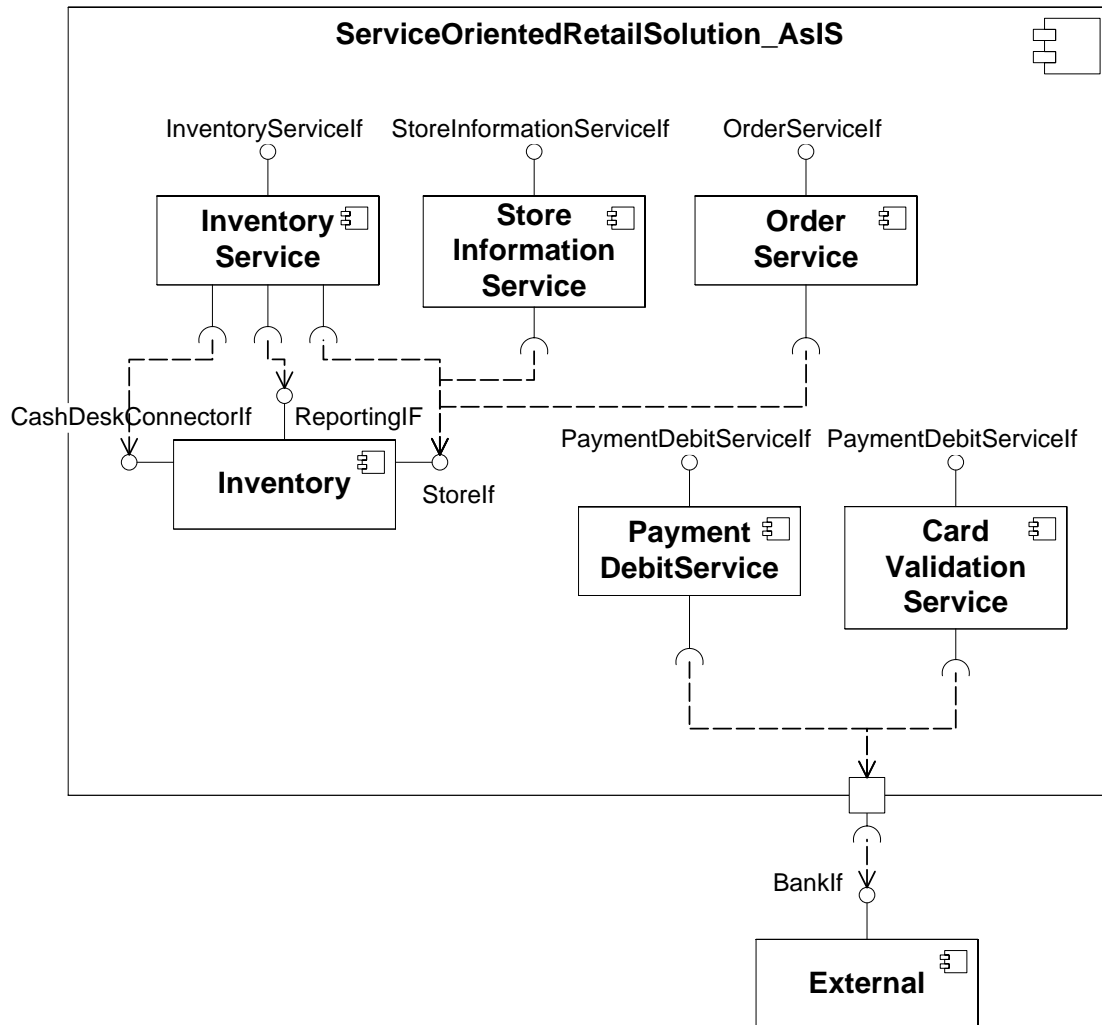 ServiceOrientedRetailSolution_AsIS
InventoryServiceIf
StoreInformationServiceIf
OrderServiceIf
Inventory
Service
Store
Information
Service
Order
Service
CashDeskConnectorIf
ReportingIF
Inventory
StoreIf
PaymentDebitServiceIf
PaymentDebitServiceIf
Payment
DebitService
Card
Validation
Service
BankIf
External